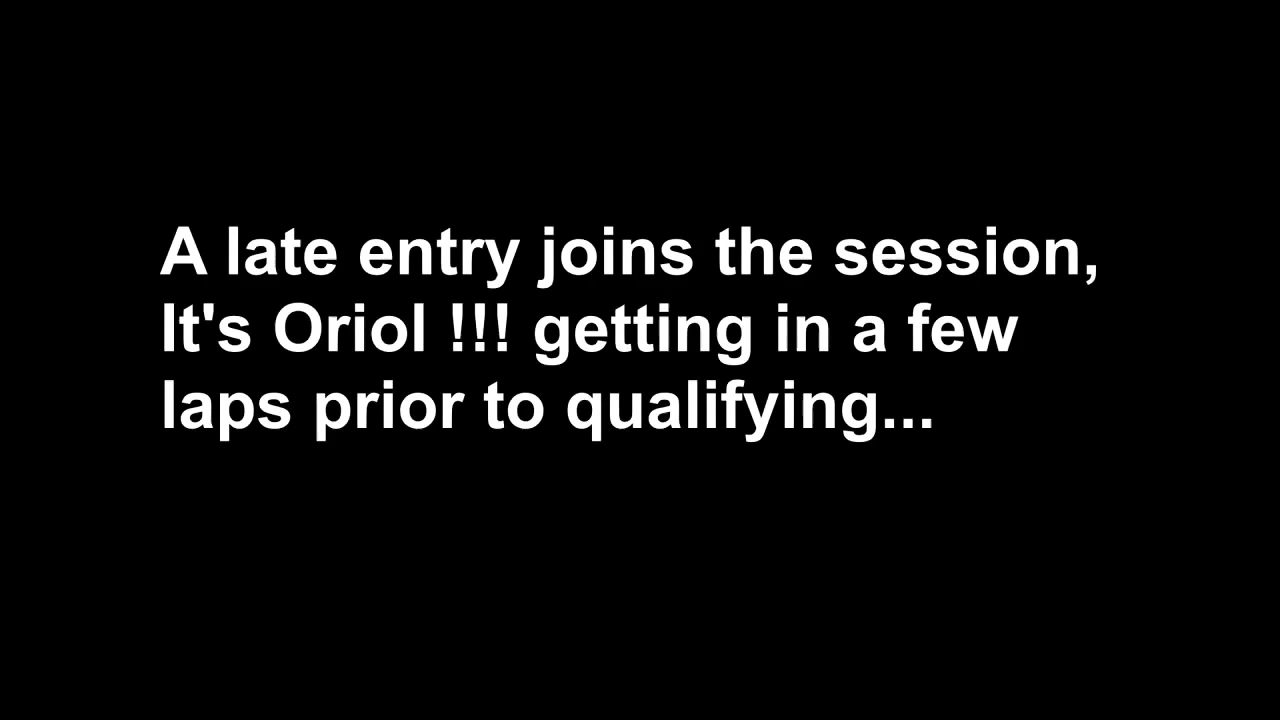 A late entry joins the session,
It's Oriol !!! getting in a few
laps prior to qualifying...